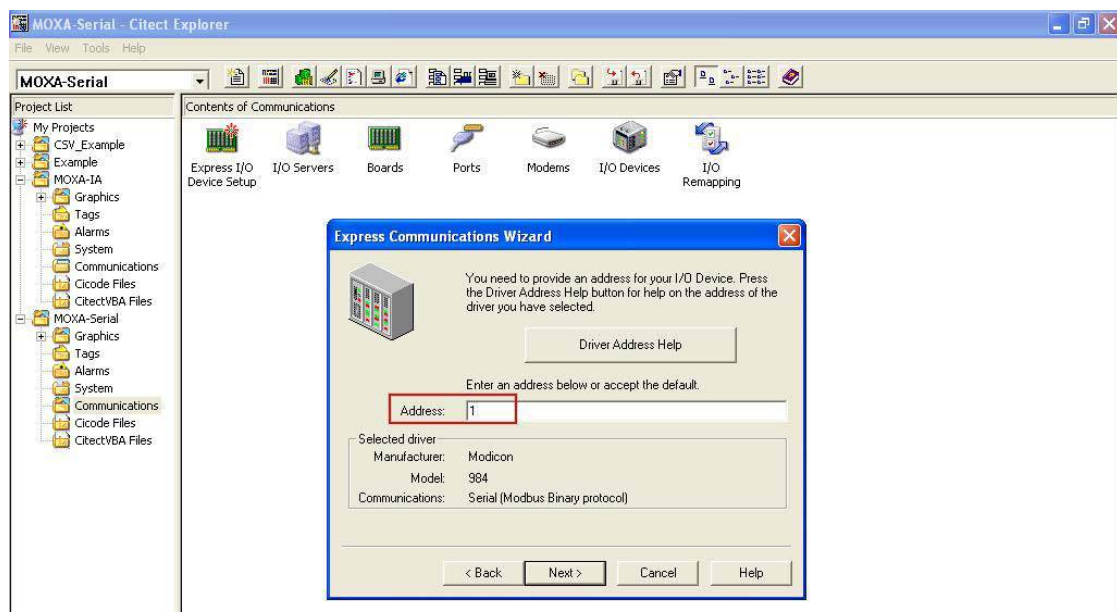 MOXA-Serial - Citect Explorer
File View Tools Help
MOXA-Serial
Project List
Contents of Communications
My Projects
CSV_Example
Example
MOXA-IA
Graphics
Tags
Alarms
System
Communications
Cicode Files
CitectVBA Files
MOXA-Serial
Graphics
Tags
Alarms
System
Communications
Cicode Files
CitectVBA Files
Express I/O
Device Setup
I/O Servers
Boards
Ports
Modems
I/O Devices
I/O
Remapping
Express Communications Wizard
You need to provide an address for your I/O Device. Press
the Driver Address Help button for help on the address of the
driver you have selected.
Driver Address Help
Enter an address below or accept the default.
Address: 1
Selected driver
Manufacturer: Modicon
Model: 984
Communications: Serial (Modbus Binary protocol)
< Back Next > Cancel Help